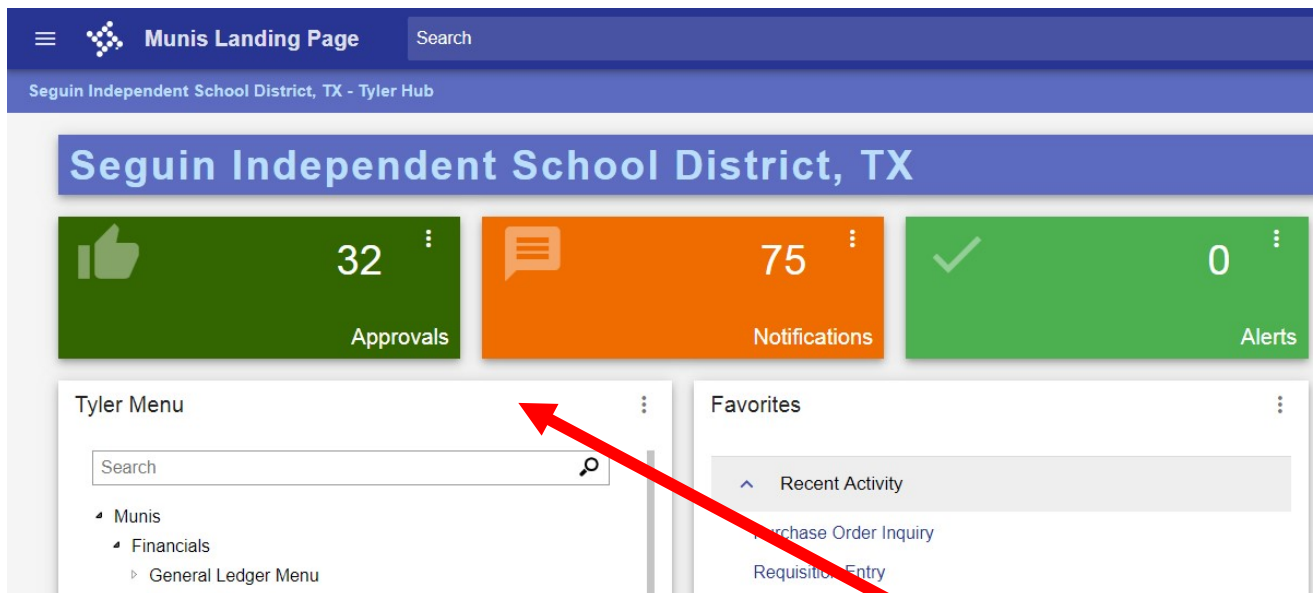 Munis Landing Page
Search
Seguin Independent School District, TX - Tyler Hub
Seguin Independent School District, TX
32
Approvals
75
Notifications
0
Alerts
Tyler Menu
Search
Munis
Financials
General Ledger Menu
Favorites
Recent Activity
Purchase Order Inquiry
Requisition Entry